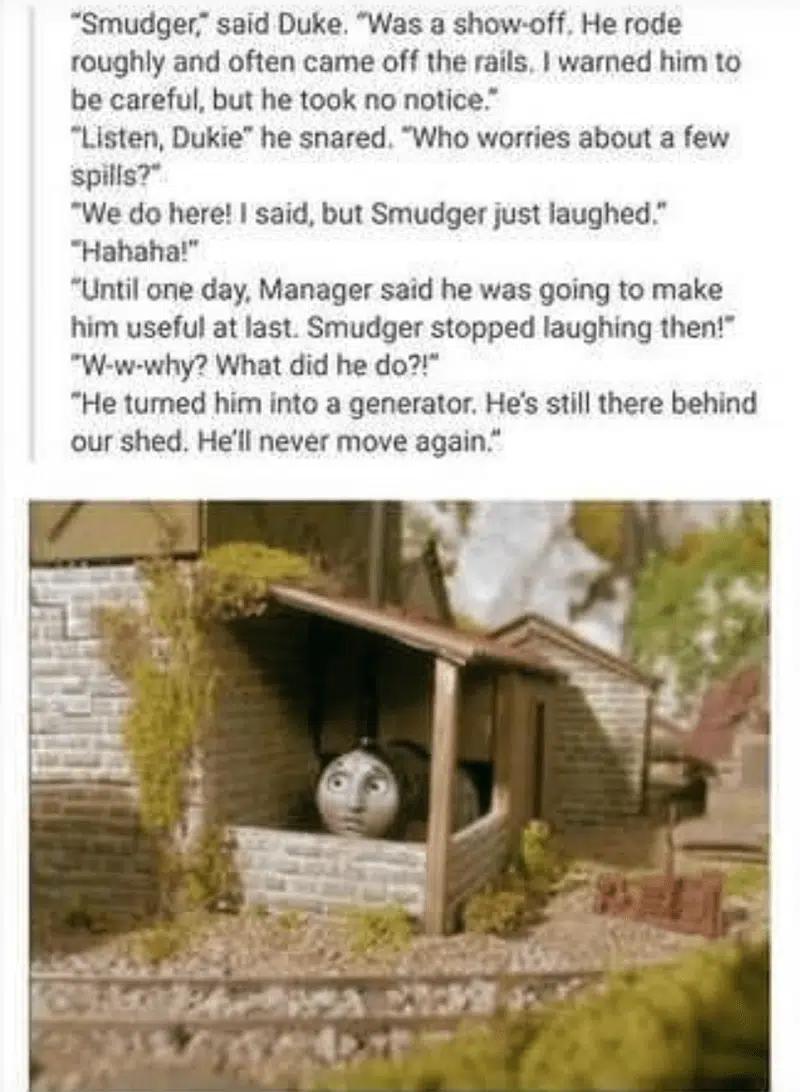 "Smudger," said Duke. "Was a show-off. He rode
roughly and often came off the rails. I warned him to
be careful, but he took no notice."
"Listen, Dukie" he snared. "Who worries about a few
spills?"
"We do here! I said, but Smudger just laughed."
"Hahaha!"
"Until one day, Manager said he was going to make
him useful at last. Smudger stopped laughing then!"
"W-w-why? What did he do?!"
"He turned him into a generator. He's still there behind
our shed. He'll never move again."